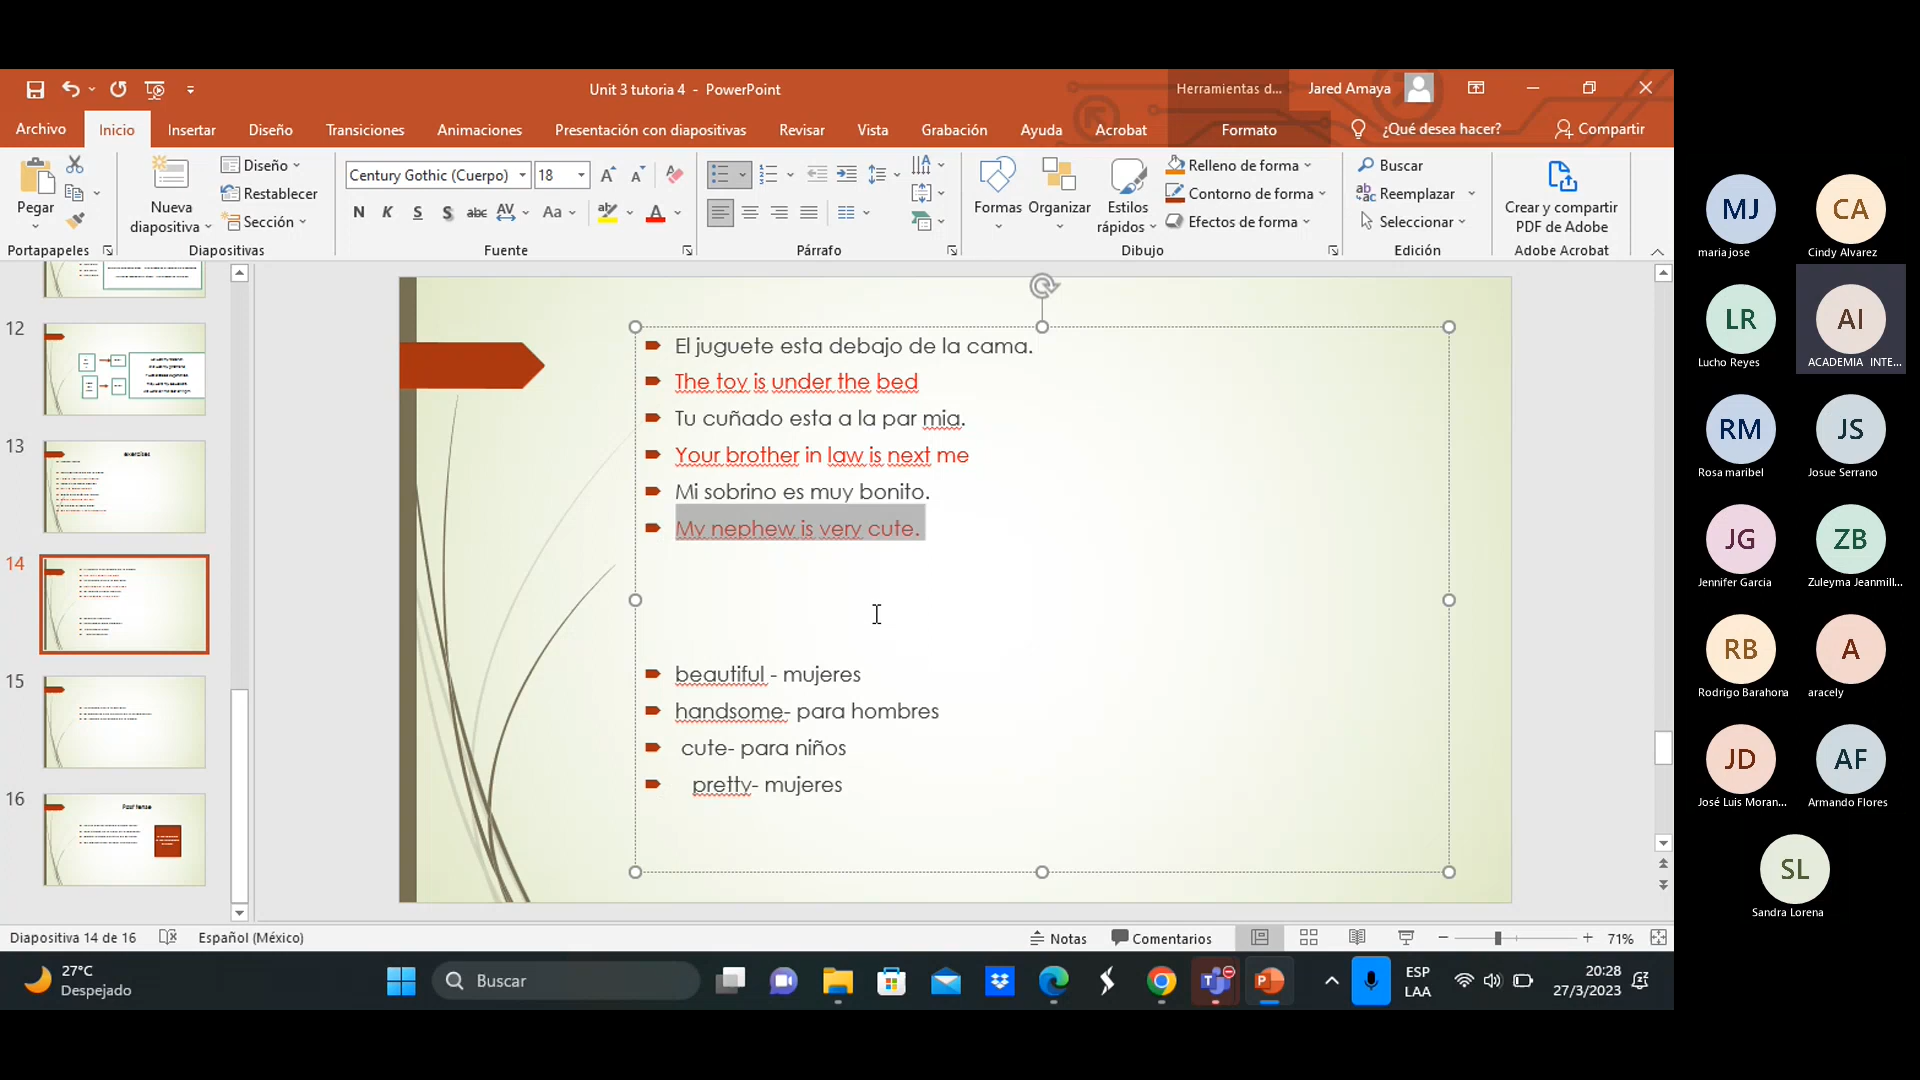 Unit 3 tutoria 4 - PowerPoint
Herramientas d...
Jared Amaya
Archivo
Inicio
Insertar
Diseño
Transiciones
Animaciones
Presentación con diapositivas
Revisar
Vista
Grabación
Ayuda
Acrobat
Formato
¿Qué desea hacer?
Compartir
Pegar
Nueva
diapositiva
Diseño
Restablecer
Sección
Century Gothic (Cuerpo)
18
N K S S abc AV Aa A
Formas
Organizar
Estilos
rápidos
Relleno de forma
Contorno de forma
Efectos de forma
Buscar
Reemplazar
Seleccionar
Crear y compartir
PDF de Adobe
Portapapeles
Diapositivas
Fuente
Párrafo
Dibujo
Edición
Adobe Acrobat
12
13
exercises
14
15
16
Past tense
El juguete esta debajo de la cama.
The toy is under the bed
Tu cuñado esta a la par mia.
Your brother in law is next me
Mi sobrino es muy bonito.
My nephew is very cute.
beautiful - mujeres
handsome- para hombres
cute- para niños
pretty- mujeres
Diapositiva 14 de 16
Español (México)
Notas
Comentarios
71%
27°C
Despejado
Buscar
ESP
LAA
20:28
27/3/2023
MJ
maria jose
CA
Cindy Alvarez
LR
Lucho Reyes
AI
ACADEMIA INTE...
RM
Rosa maribel
JS
Josue Serrano
JG
Jennifer Garcia
ZB
Zuleyma Jeanmill...
RB
Rodrigo Barahona
A
aracely
JD
José Luis Moran...
AF
Armando Flores
SL
Sandra Lorena